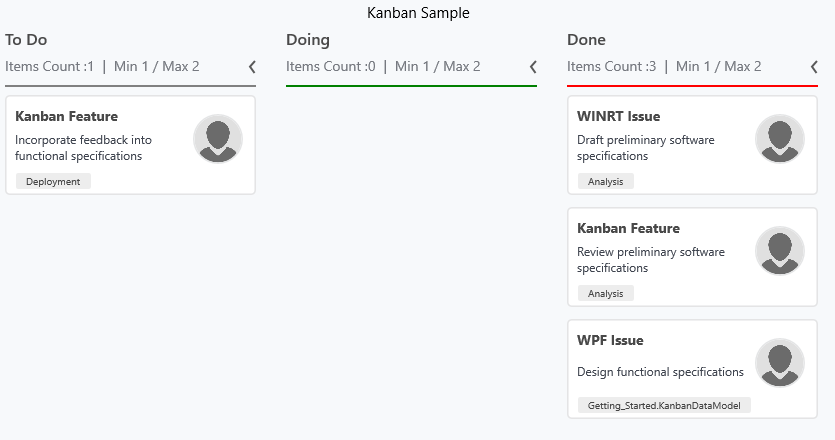 Kanban Sample
To Do
Items Count :1 | Min 1 / Max 2
Kanban Feature
Incorporate feedback into
functional specifications
Deployment
Doing
Items Count :0 | Min 1 / Max 2
Done
Items Count :3 | Min 1 / Max 2
WINRT Issue
Draft preliminary software
specifications
Analysis
Kanban Feature
Review preliminary software
specifications
Analysis
WPF Issue
Design functional specifications
Getting_Started.KanbanDataModel